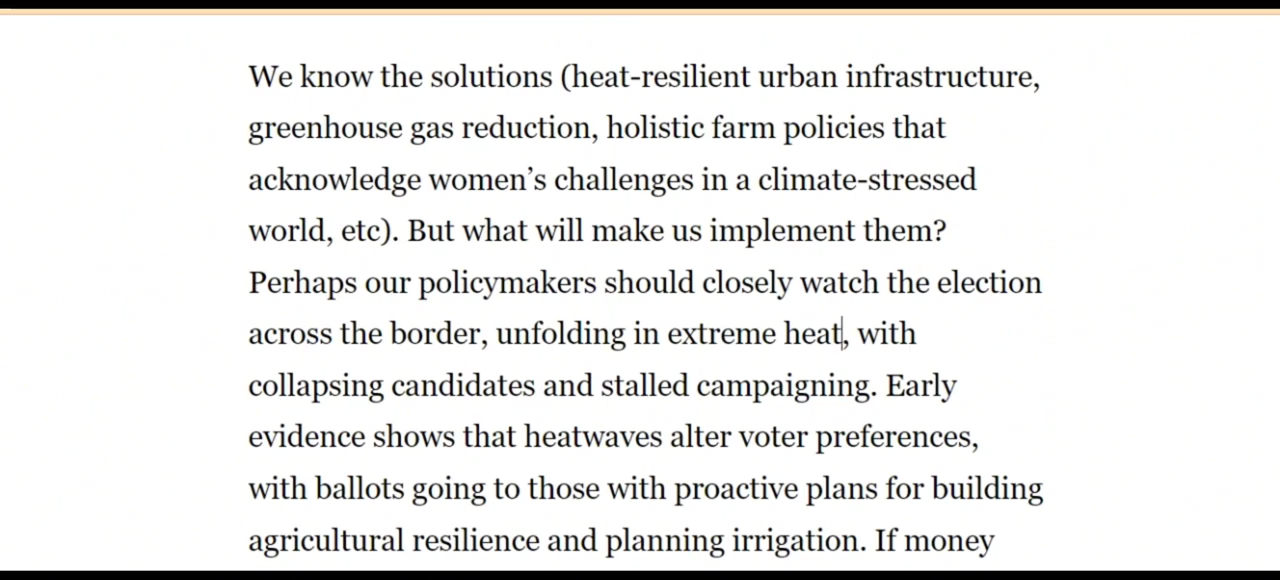 We know the solutions (heat-resilient urban infrastructure,
greenhouse gas reduction, holistic farm policies that
acknowledge women’s challenges in a climate-stressed
world, etc). But what will make us implement them?
Perhaps our policymakers should closely watch the election
across the border, unfolding in extreme heat, with
collapsing candidates and stalled campaigning. Early
evidence shows that heatwaves alter voter preferences,
with ballots going to those with proactive plans for building
agricultural resilience and planning irrigation. If money